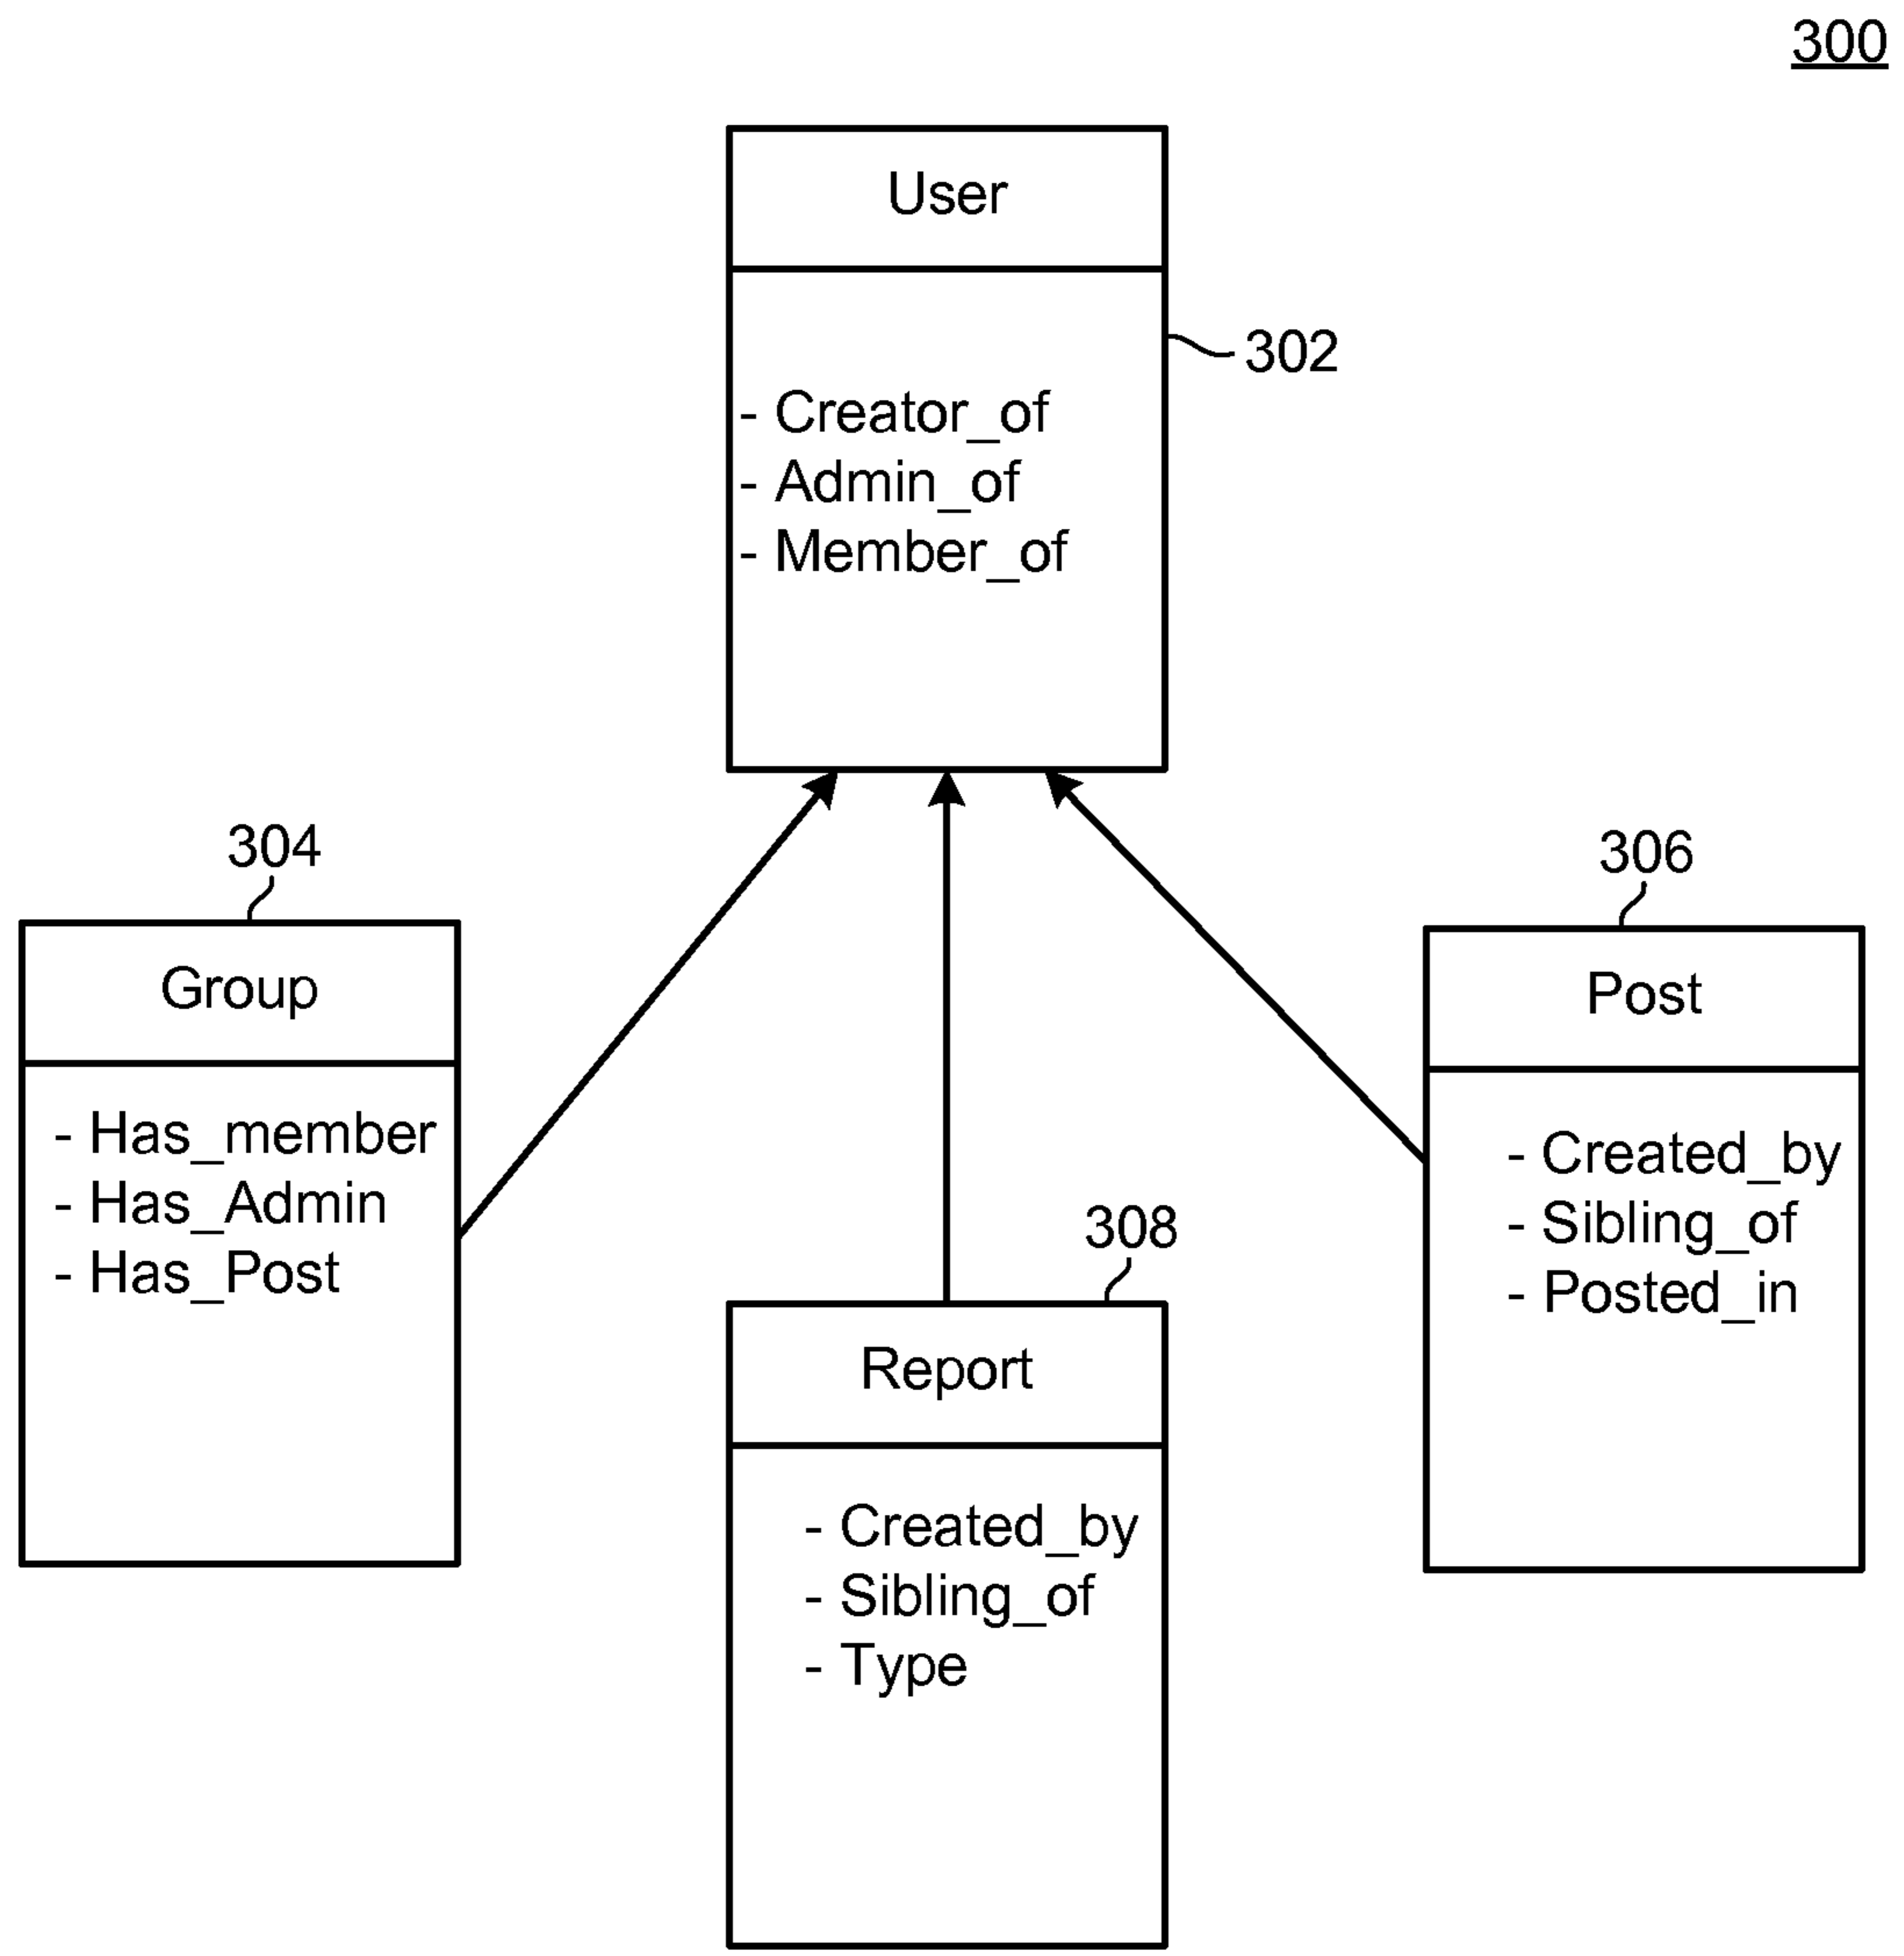 300
User
302
- Creator_of
- Admin_of
- Member_of
304
Group
- Has_member
- Has_Admin
- Has_Post
306
Post
- Created_by
- Sibling_of
- Posted_in
308
Report
- Created_by
- Sibling_of
- Type